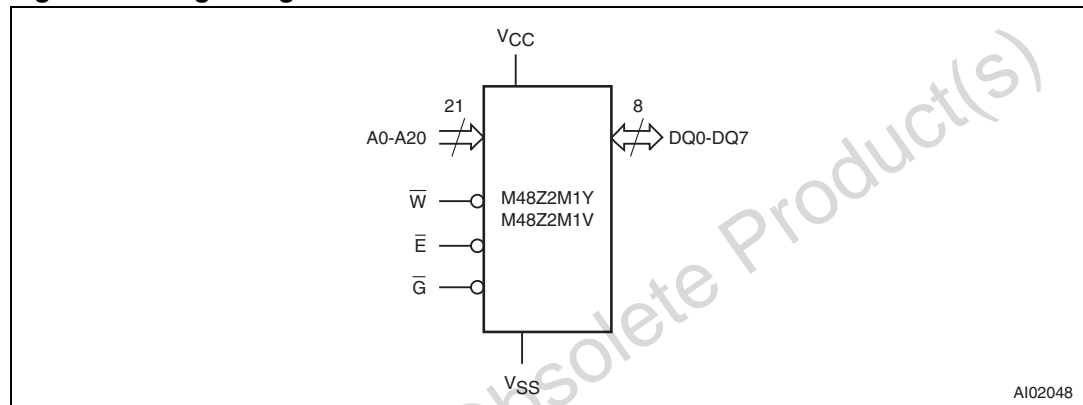 VCC
21
A0-A20
8
DQ0-DQ7
W̅
M48Z2M1Y
M48Z2M1V
E̅
G̅
VSS
AI02048
Obsolete Product(s)